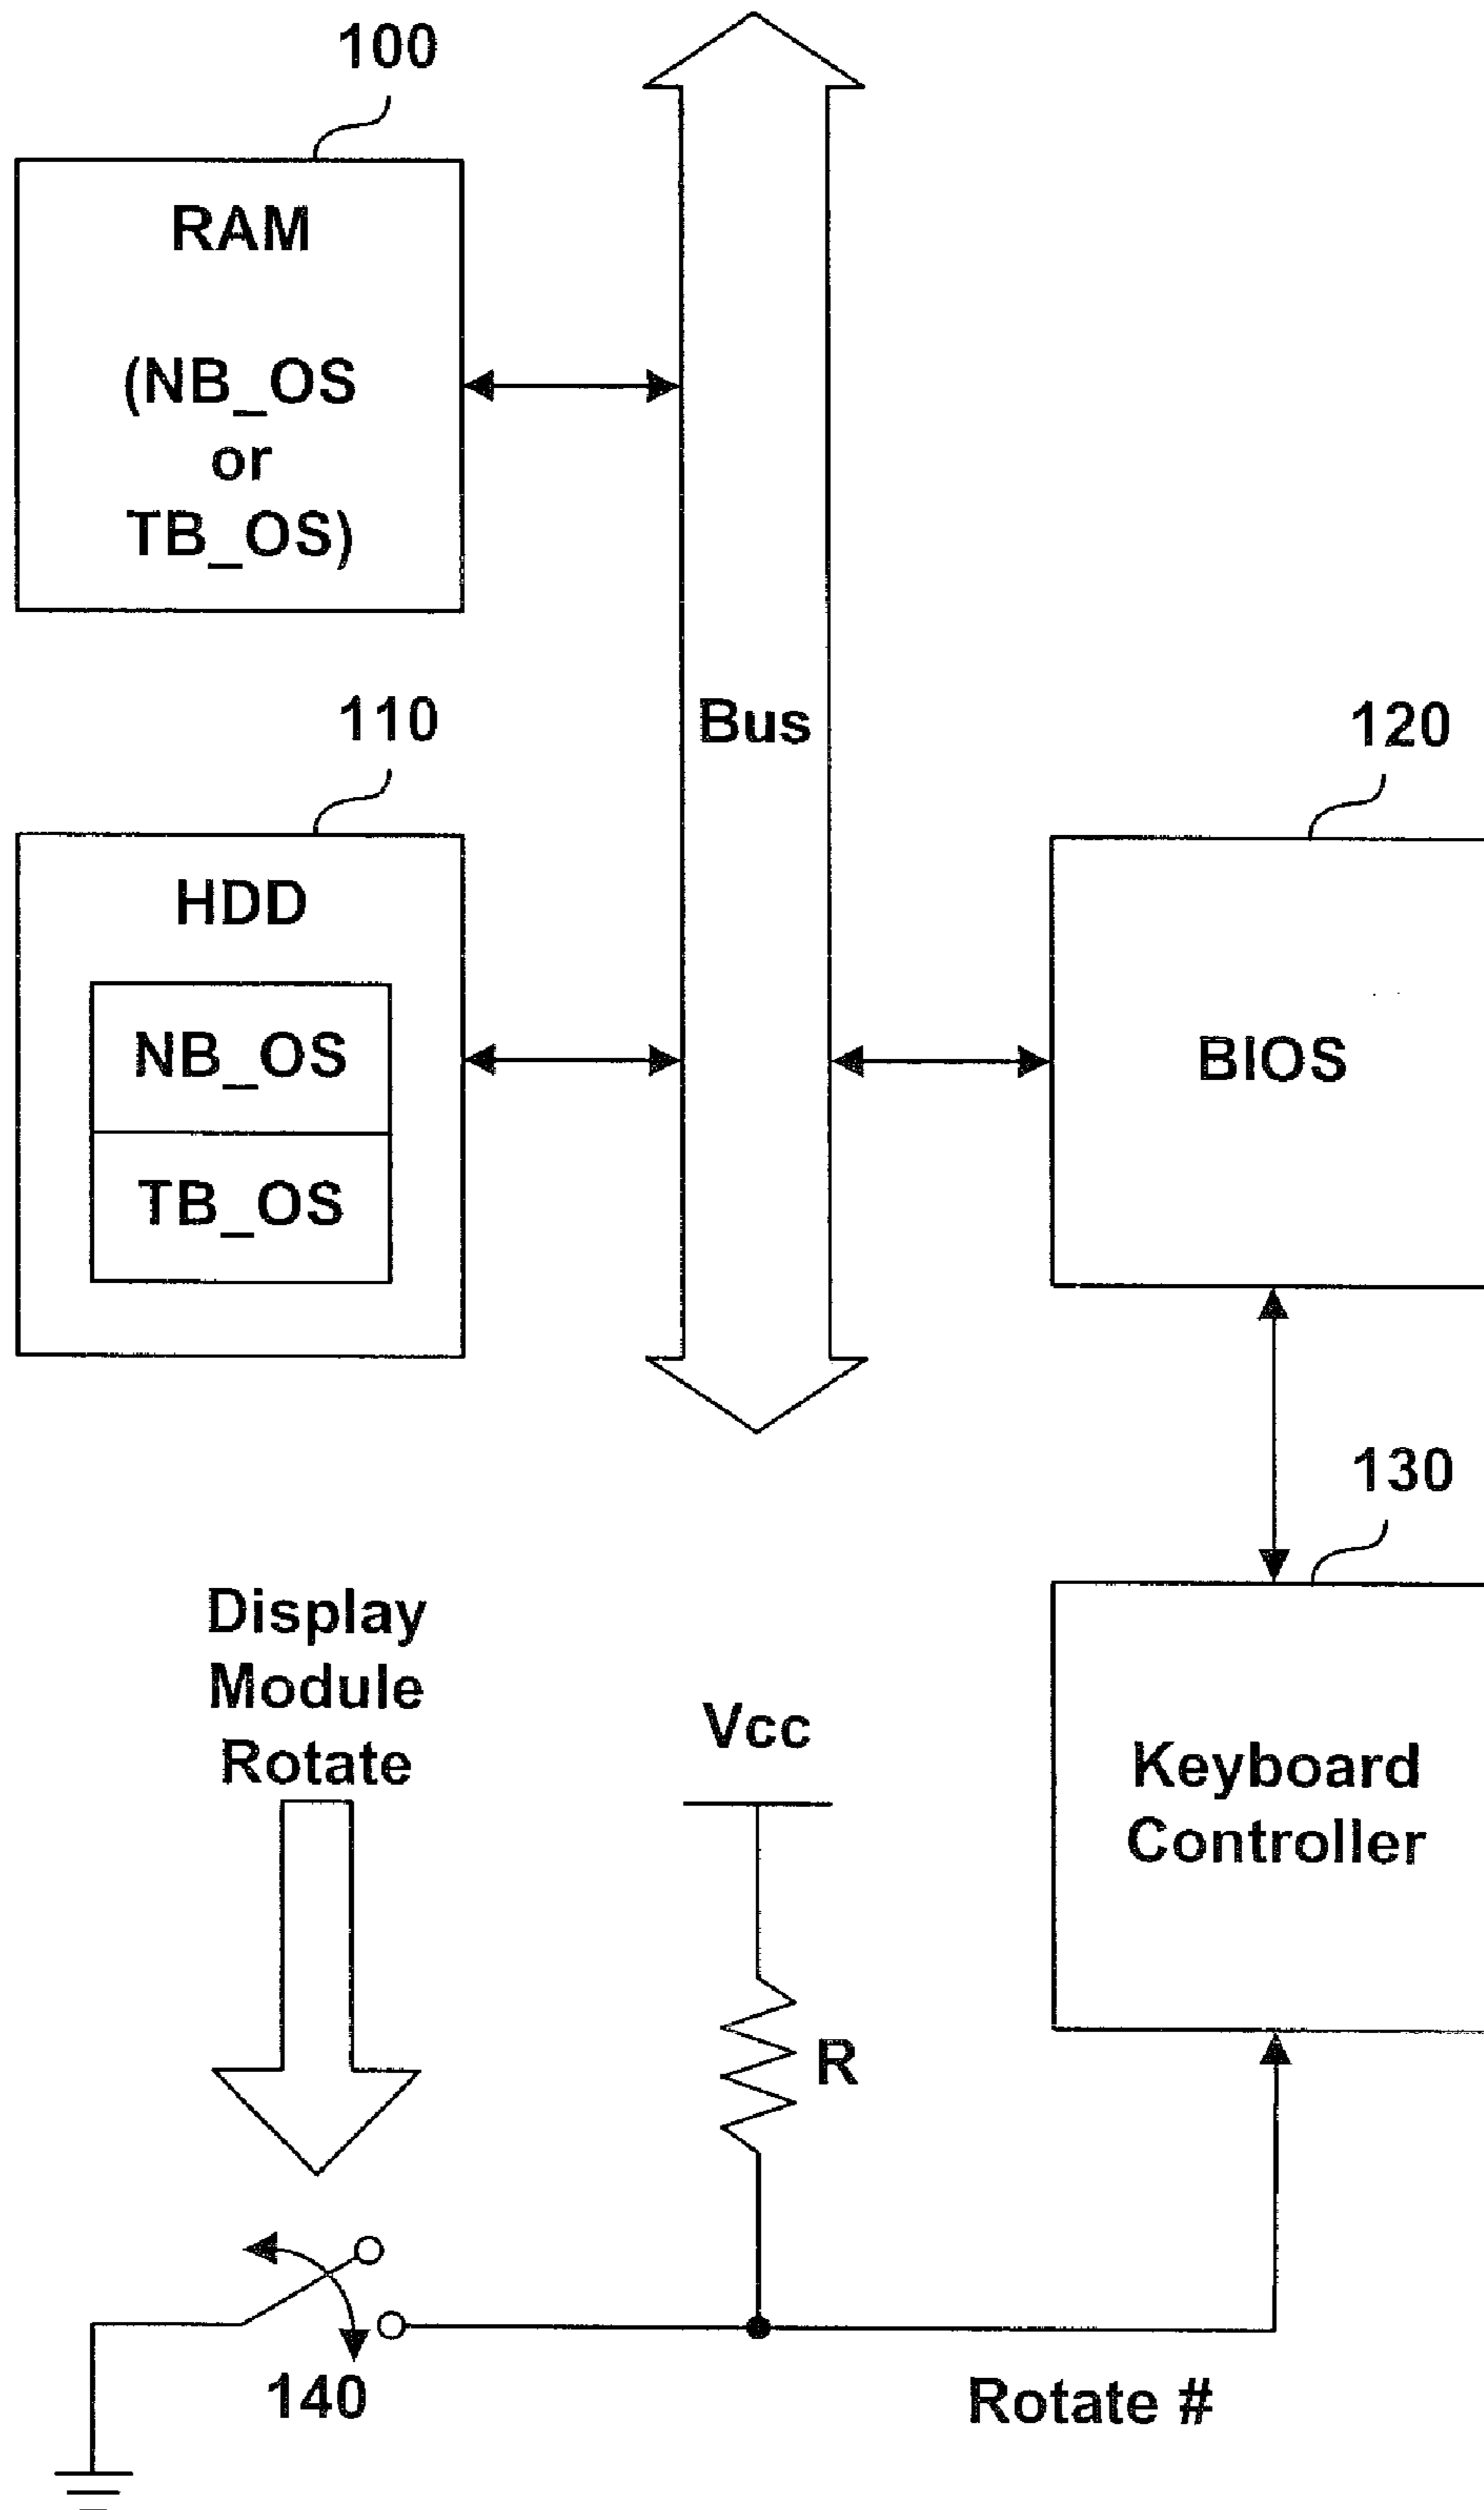 100
RAM
(NB_OS
or
TB_OS)
Bus
110
HDD
NB_OS
TB_OS
120
BIOS
130
Keyboard
Controller
Display
Module
Rotate
Vcc
R
140
Rotate #